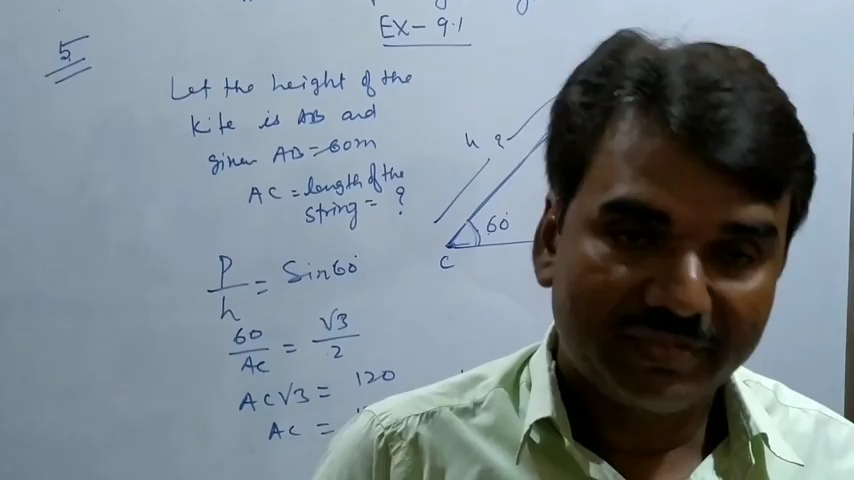 EX- 9.1
5
Let the height of the
kite is AB and
given AB = 60m
AC = length of the
string = ?
h ?
60°
C
P/h = Sin60°
60/AC = √3/2
AC√3 = 120
AC =